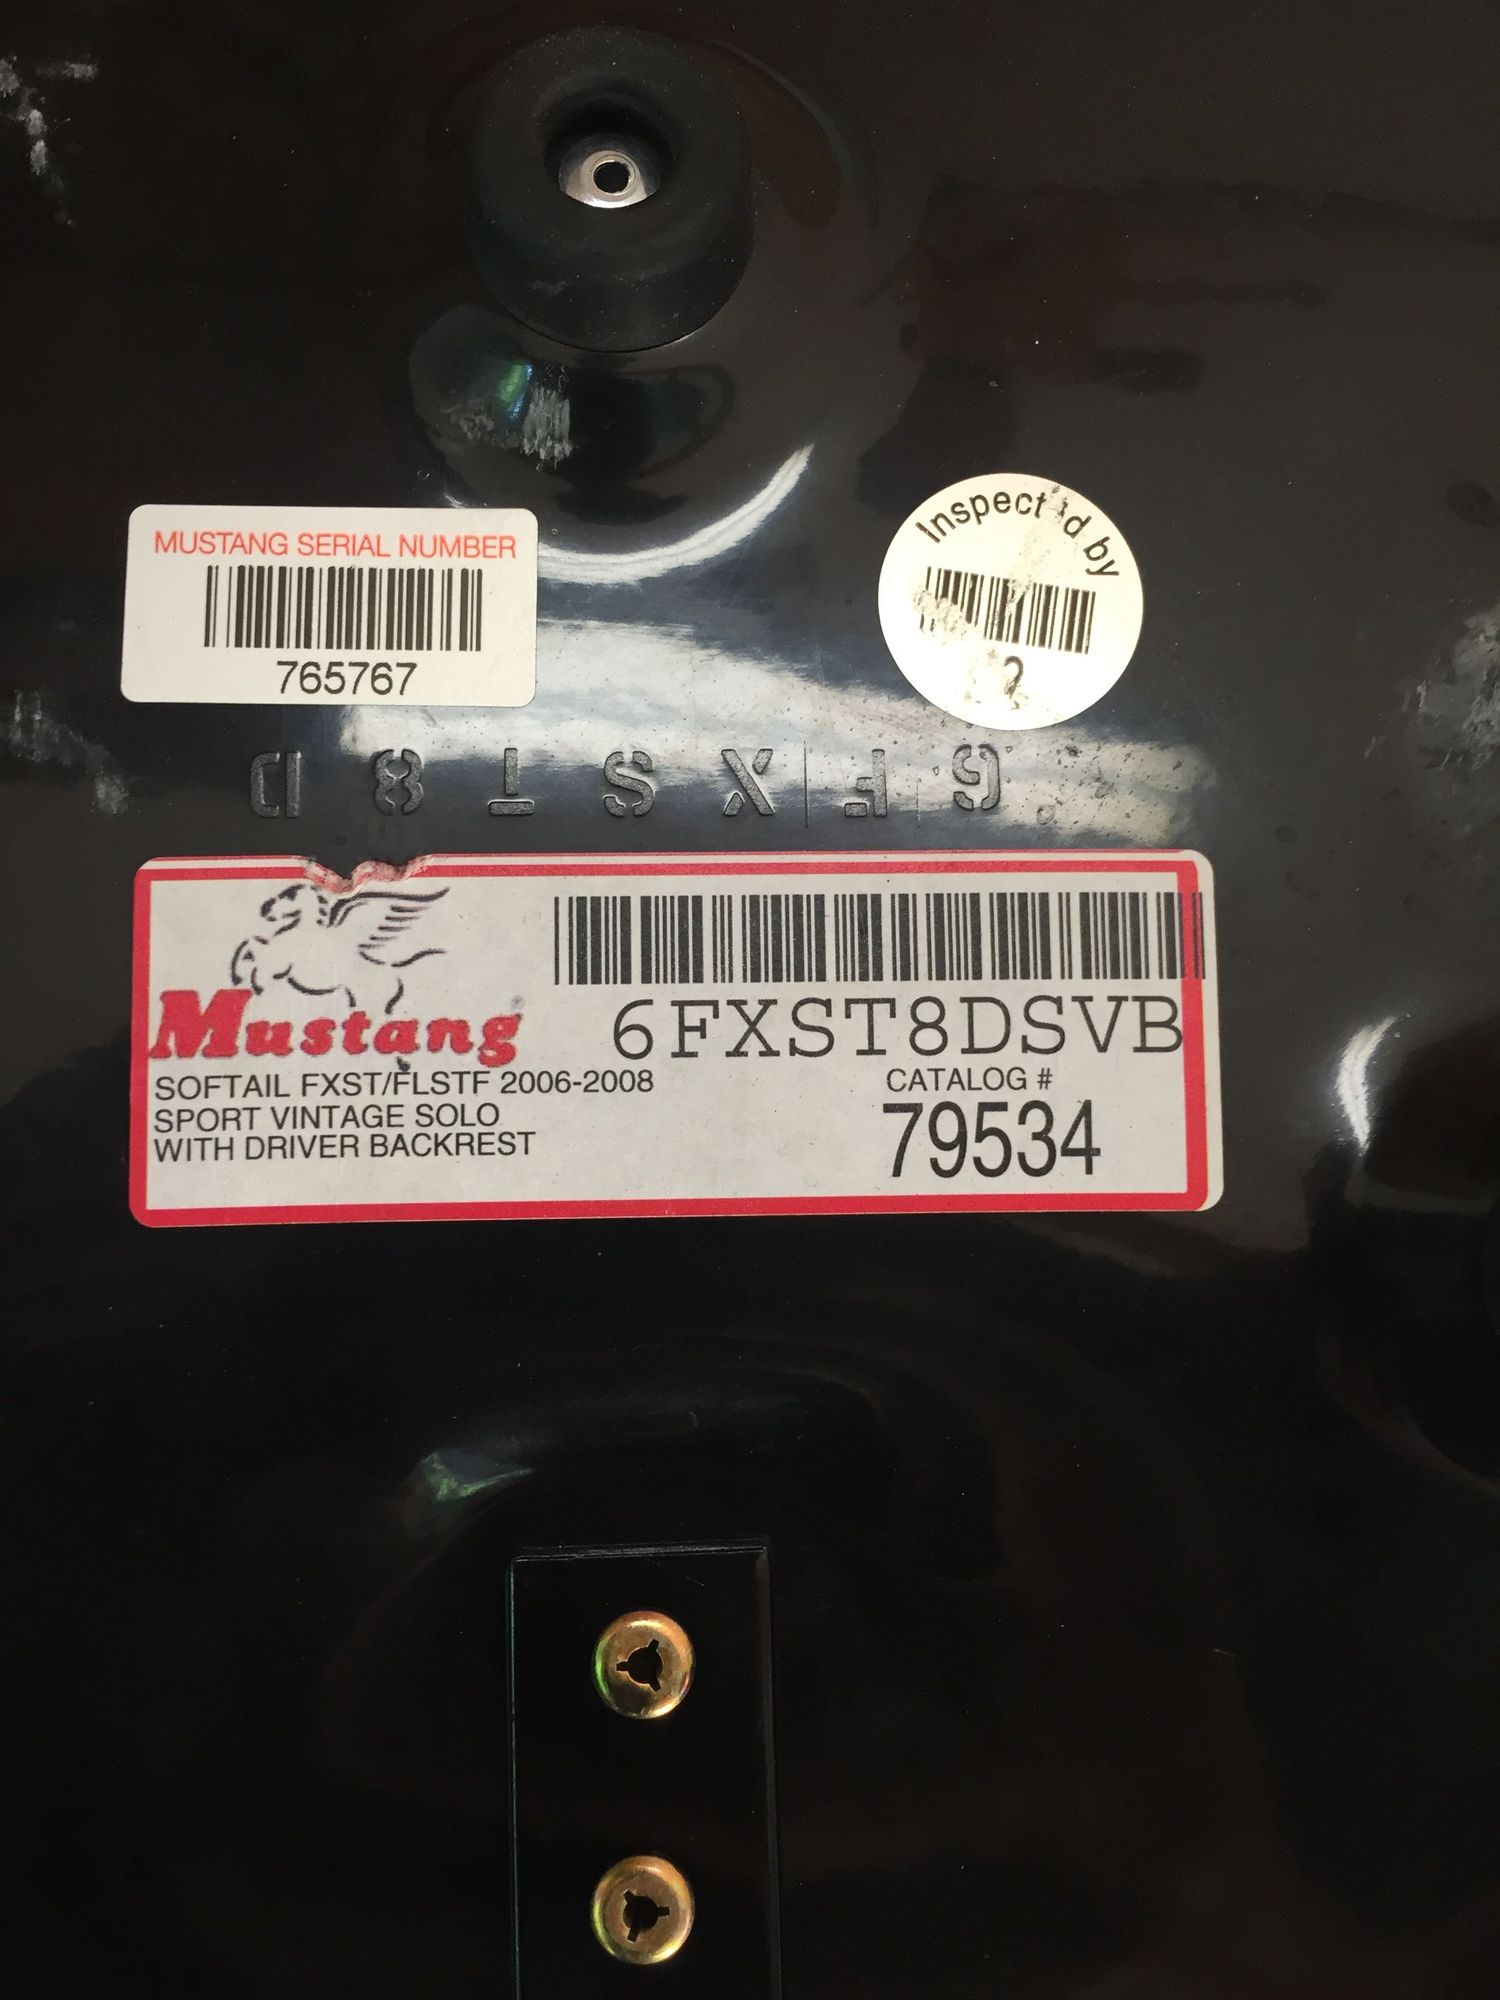 Inspect d by
MUSTANG SERIAL NUMBER
765767
2
6FXST8D
Mustang
6FXST8DSVB
SOFTAIL FXST/FLSTF 2006-2008
SPORT VINTAGE SOLO
WITH DRIVER BACKREST
CATALOG #
79534